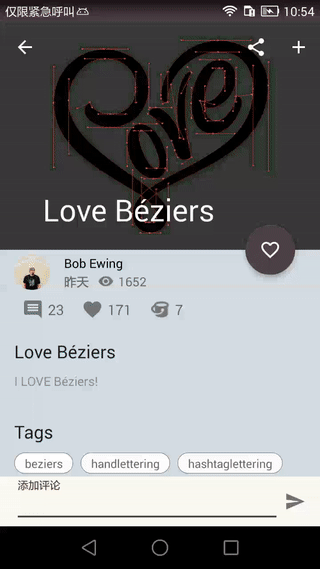 仅限紧急呼叫 10:54
Love
Love Béziers
Bob Ewing
昨天 1652
23 171 7
Love Béziers
I LOVE Béziers!
Tags
beziers handlettering hashtaglettering
添加评论